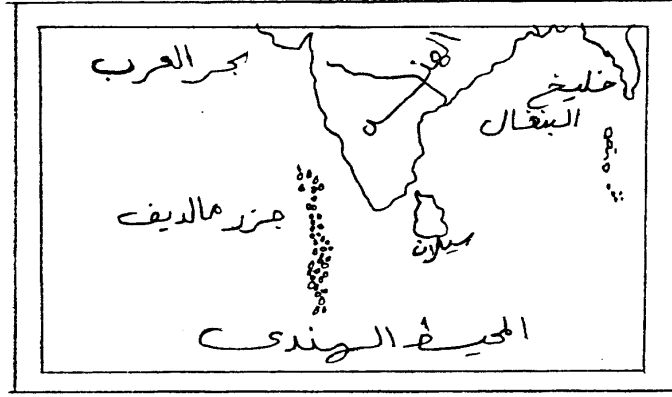 الهند
بحر العرب
خليج
البنغال
جزر مالديف
سيلان
المحيط الهندى